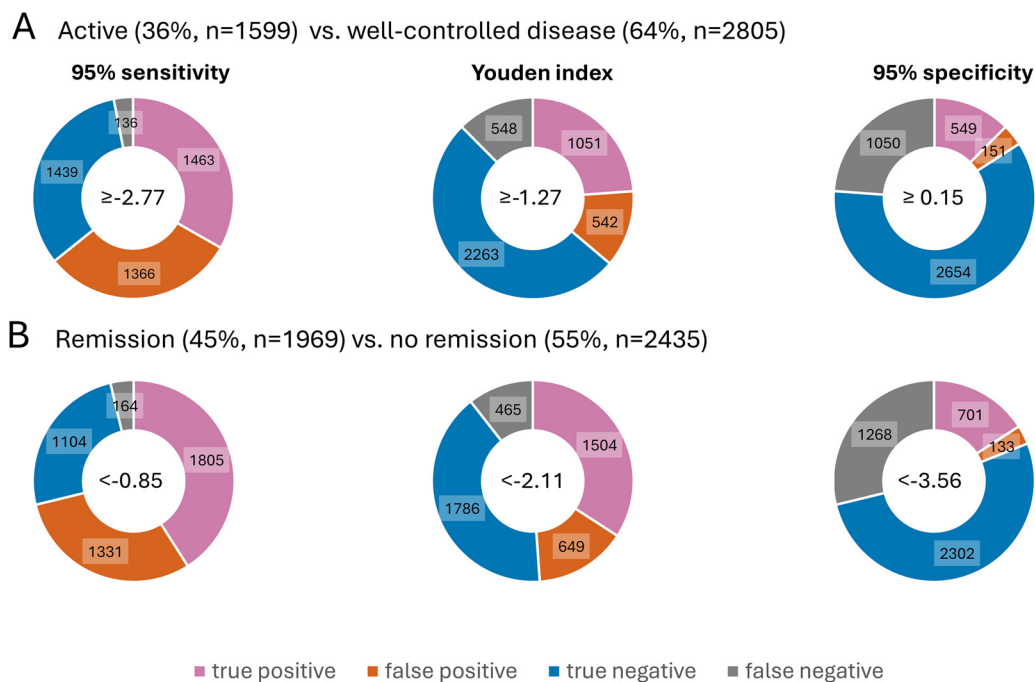 A Active (36%, n=1599) vs. well-controlled disease (64%, n=2805)
95% sensitivity Youden index 95% specificity
136 1463 1439 1366 ≥-2.77
548 1051 542 2263 ≥-1.27
1050 549 151 2654 ≥ 0.15
B Remission (45%, n=1969) vs. no remission (55%, n=2435)
164 1805 1104 1331 <-0.85
465 1504 1786 649 <-2.11
1268 701 133 2302 <-3.56
true positive false positive true negative false negative